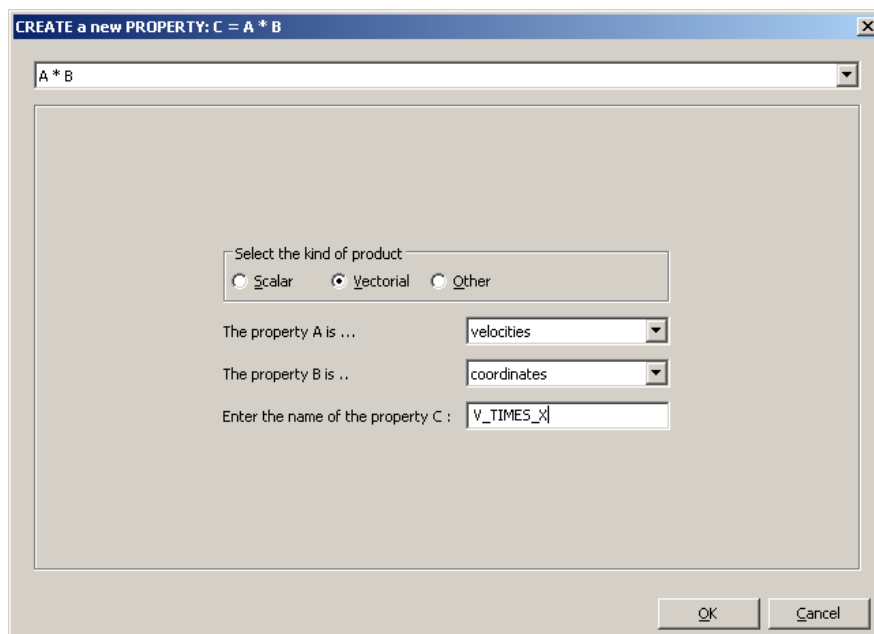 CREATE a new PROPERTY: C = A * B
A * B
Select the kind of product
Scalar Vectorial Other
The property A is ... velocities
The property B is .. coordinates
Enter the name of the property C : V_TIMES_X
OK Cancel